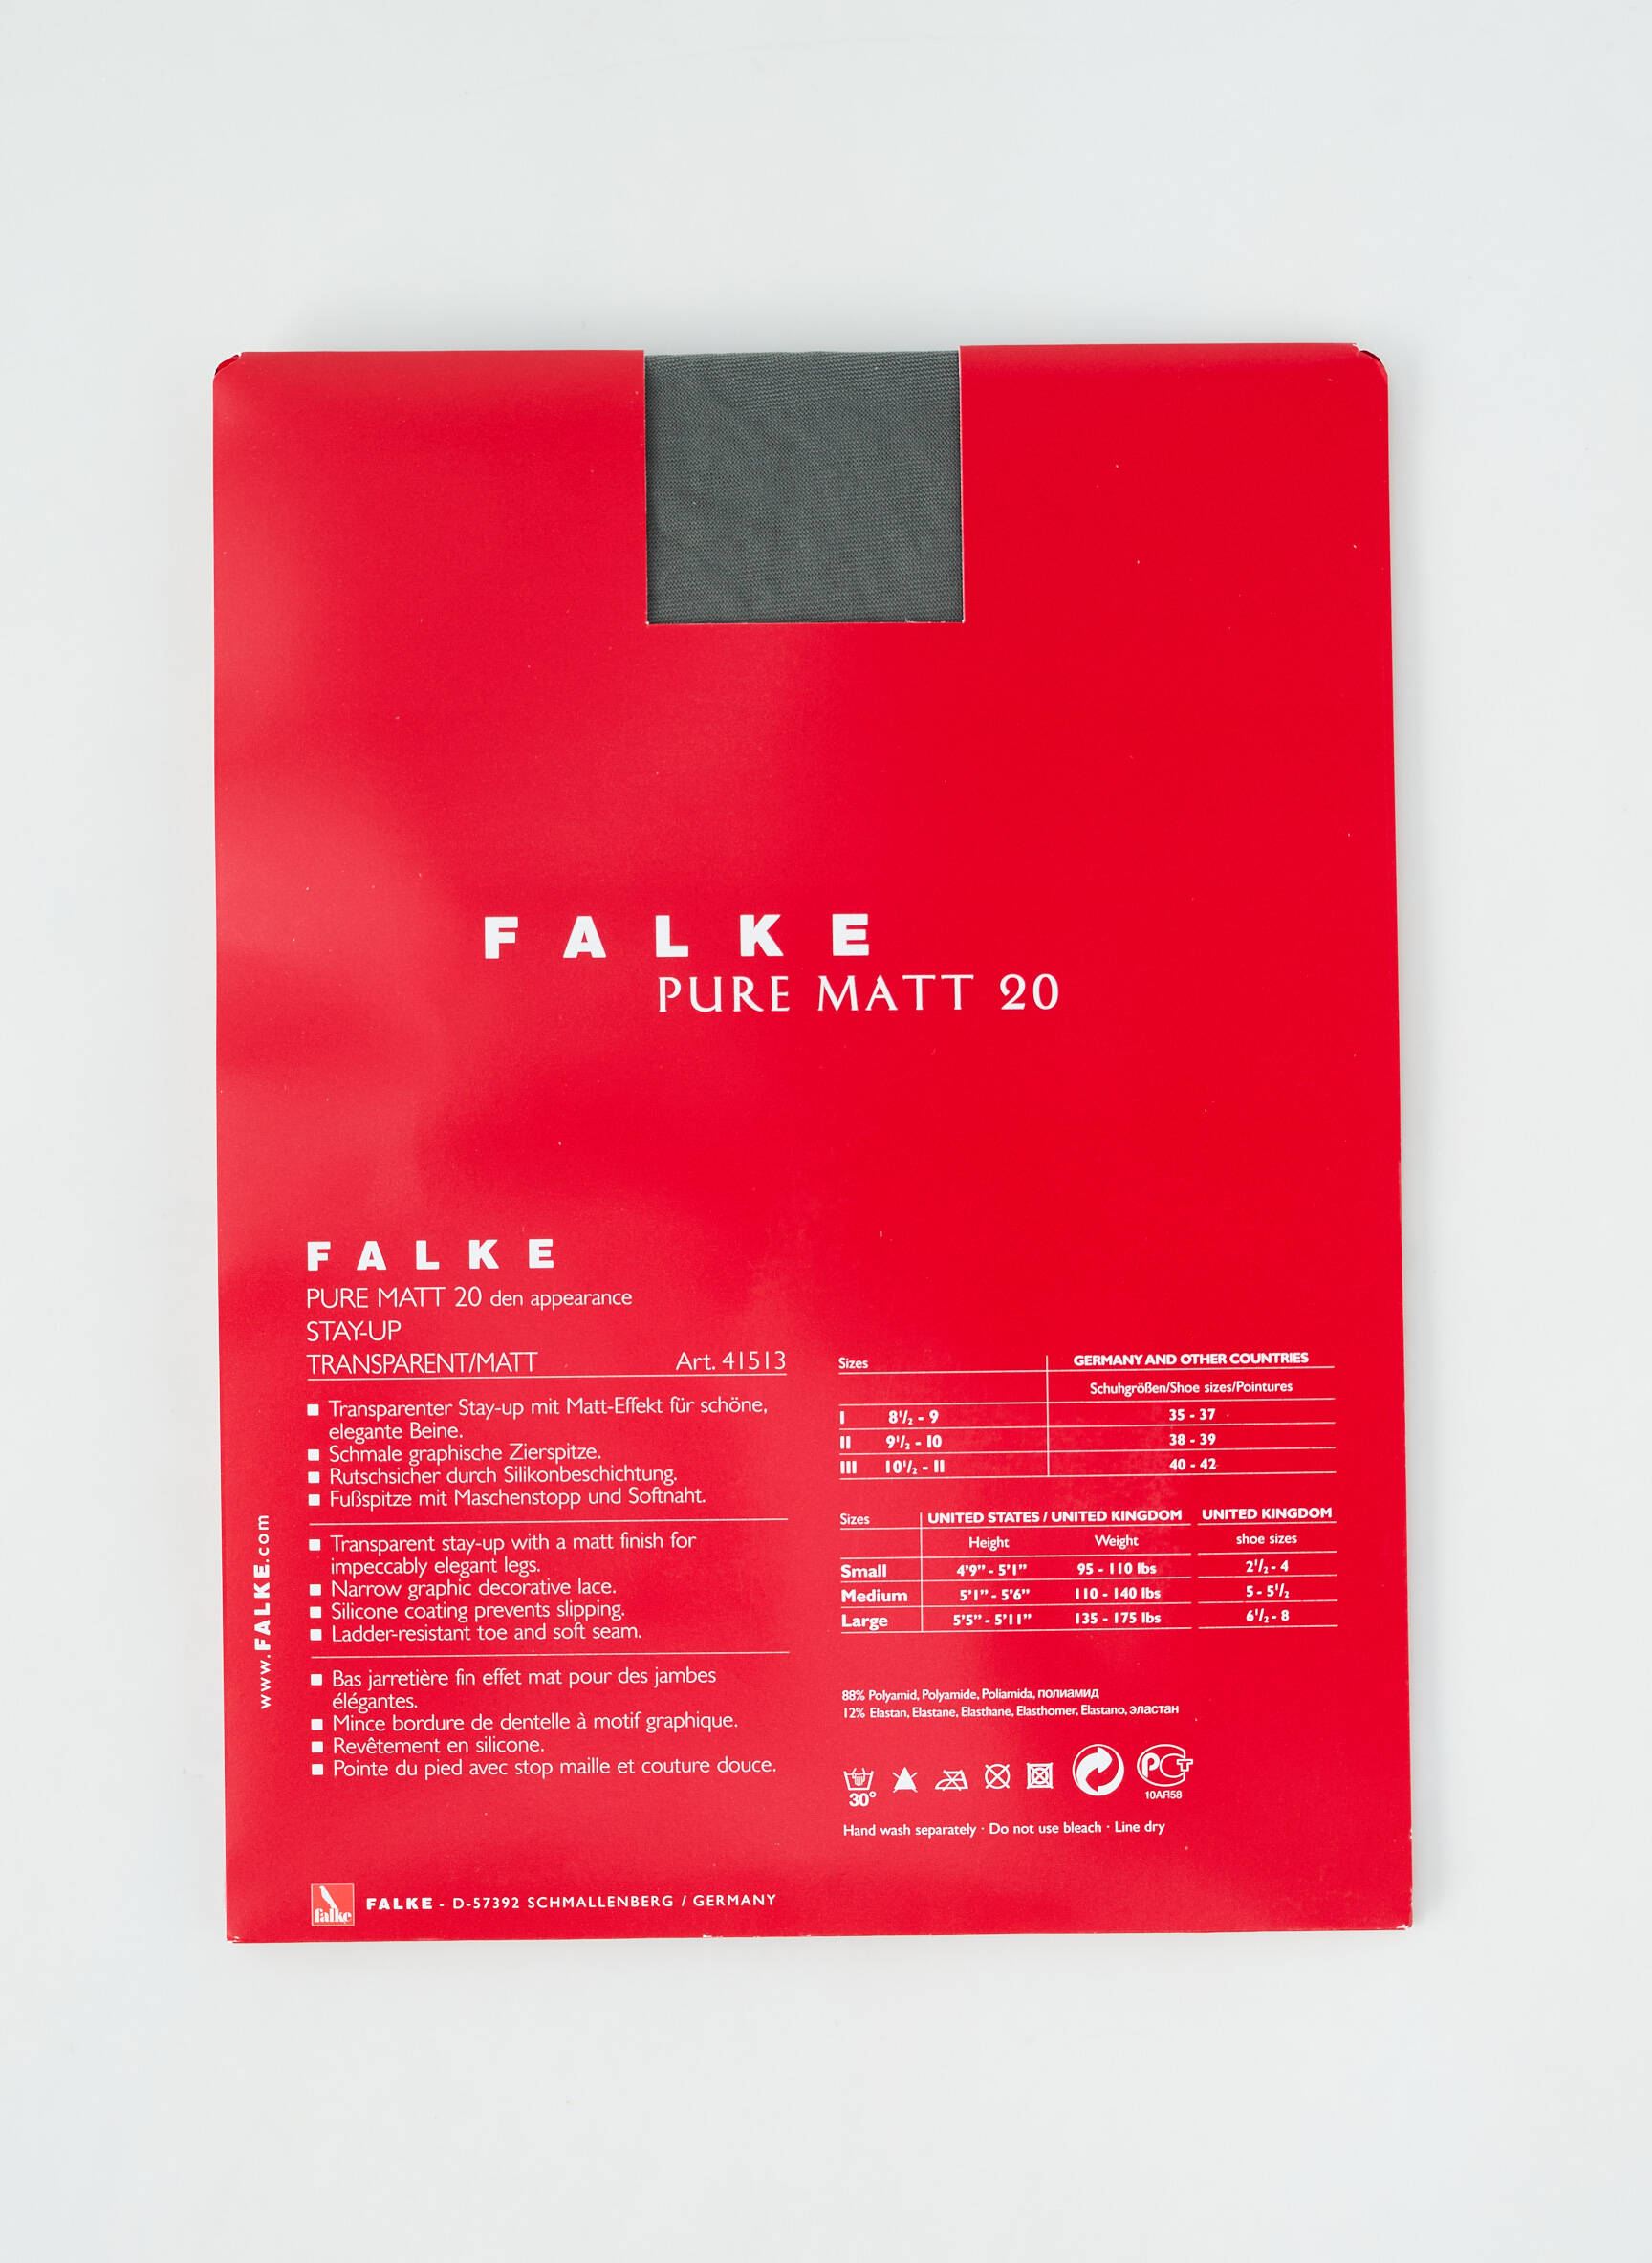 FALKE
PURE MATT 20
FALKE
PURE MATT 20 den appearance
STAY-UP
TRANSPARENT/MATT Art. 41513
■ Transparenter Stay-up mit Matt-Effekt für schöne,
elegante Beine.
■ Schmale graphische Zierspitze.
■ Rutschsicher durch Silikonbeschichtung.
■ Fußspitze mit Maschenstopp und Softnaht.
■ Transparent stay-up with a matt finish for
impeccably elegant legs.
■ Narrow graphic decorative lace.
■ Silicone coating prevents slipping.
■ Ladder-resistant toe and soft seam.
■ Bas jarretière fin effet mat pour des jambes
élégantes.
■ Mince bordure de dentelle à motif graphique.
■ Revêtement en silicone.
■ Pointe du pied avec stop maille et couture douce.
www.FALKE.com
Sizes GERMANY AND OTHER COUNTRIES
Schuhgrößen/Shoe sizes/Pointures
I 8½ - 9 35 - 37
II 9½ - 10 38 - 39
III 10½ - 11 40 - 42
Sizes UNITED STATES / UNITED KINGDOM UNITED KINGDOM
Height Weight shoe sizes
Small 4'9" - 5'1" 95 - 110 lbs 2½ - 4
Medium 5'1" - 5'6" 110 - 140 lbs 5 - 5½
Large 5'5" - 5'11" 135 - 175 lbs 6½ - 8
88% Polyamid, Polyamide, Poliamida, полиамид
12% Elastan, Elastane, Elasthane, Elasthomer, Elastano, эластан
30°
РСТ
10АЯ58
Hand wash separately · Do not use bleach · Line dry
falke
FALKE - D-57392 SCHMALLENBERG / GERMANY